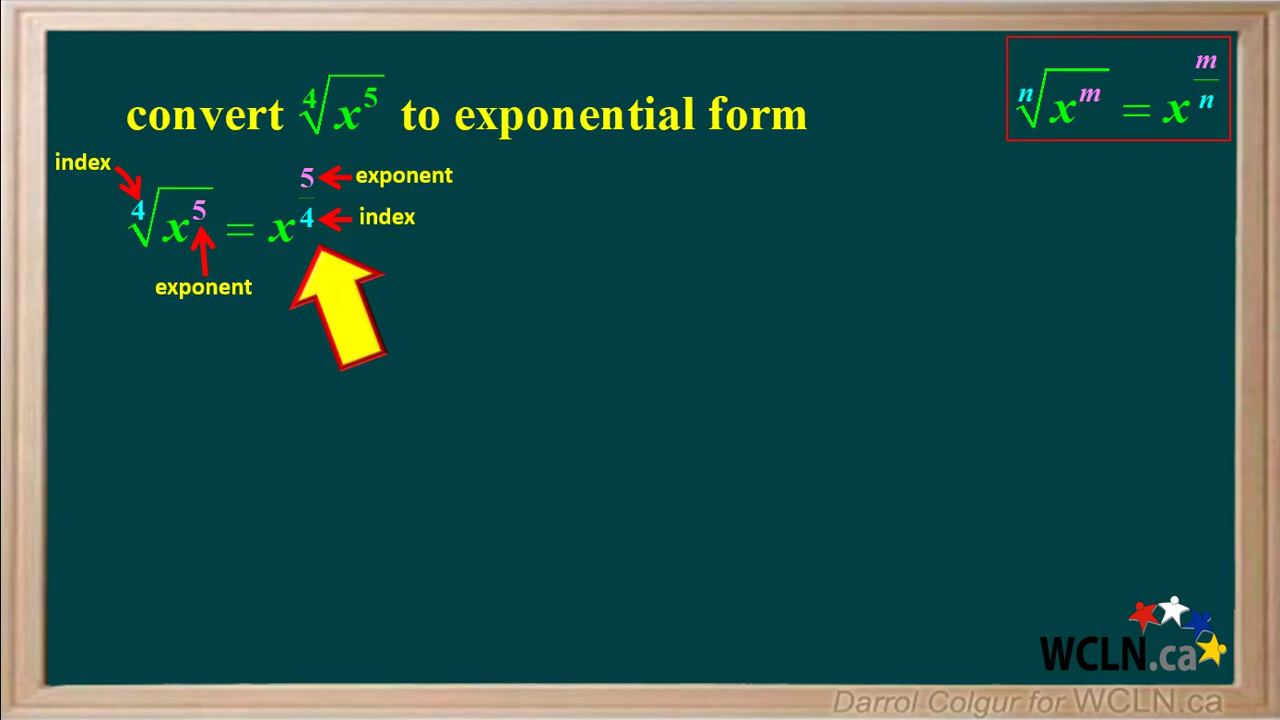 convert ⁴√x⁵ to exponential form
ⁿ√xᵐ = x^(m/n)
index
⁴√x⁵ = x^(5/4)
exponent
index
exponent
WCLN.ca
Darrol Colgur for WCLN.ca